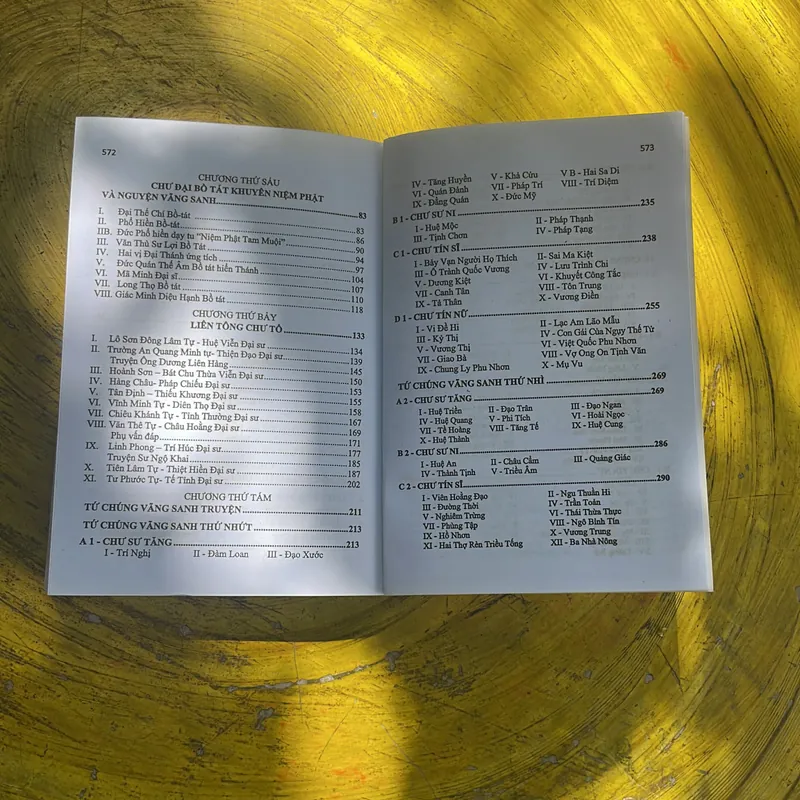 572
CHƯƠNG THỨ SÁU
CHƯ ĐẠI BỒ TÁT KHUYÊN NIỆM PHẬT
VÀ NGUYỆN VÃNG SANH 83
I. Đại Thế Chí Bồ-tát 83
II. Phổ Hiền Bồ-tát 86
IIB. Đức Phổ hiền dạy tu "Niệm Phật Tam Muội" 90
III. Văn Thù Sư Lợi Bồ Tát 94
IV. Hai vị Đại Thánh ứng tích 97
V. Đức Quán Thế Âm Bồ tát hiển Thánh 104
VI. Mã Minh Đại sĩ 107
VII. Long Thọ Bồ tát 110
VIII. Giác Minh Diệu Hạnh Bồ tát 118
CHƯƠNG THỨ BẢY
LIÊN TÔNG CHƯ TỔ 133
I. Lô Sơn Đông Lâm Tự - Huệ Viễn Đại sư 134
II. Trường An Quang Minh tự- Thiện Đạo Đại sư 139
Truyện Ông Dương Liên Hàng 145
III. Hoành Sơn – Bát Chu Thừa Viễn Đại sư 150
IV. Hàng Châu- Pháp Chiếu Đại sư 155
V. Tân Định – Thiếu Khương Đại sư 155
VI. Vĩnh Minh Tự - Diên Thọ Đại sư 157
VII. Chiêu Khánh Tự - Tỉnh Thường Đại sư 167
VIII. Vân Thê Tự - Châu Hoằng Đại sư 169
Phụ vấn đáp 171
IX. Linh Phong – Trí Húc Đại sư 177
Truyện Sư Ngộ Khai 185
X. Tiên Lâm Tự - Thiệt Hiền Đại sư 187
XI. Tư Phước Tự- Tế Tỉnh Đại sư 202
CHƯƠNG THỨ TÁM
TỨ CHÚNG VÃNG SANH TRUYỆN 211
TỨ CHÚNG VÃNG SANH THỨ NHỨT 213
A 1 - CHƯ SƯ TĂNG 213
I - Trí Nghị II - Đàm Loan III - Đạo Xước
573
IV - Tăng Huyền V - Khả Cửu V B - Hai Sa Di
VI - Quán Đảnh VII - Pháp Trí VIII - Tri Diệm
IX - Đẳng Quán X - Đức Mỹ
B 1 - CHƯ SƯ NI 235
I - Huệ Mộc II - Pháp Thạnh
III - Tịnh Chơn IV - Pháp Tạng
C 1 - CHƯ TÍN SĨ 238
I - Bảy Vạn Người Họ Thích II - Sai Ma Kiệt
III - Ô Trành Quốc Vương IV - Lưu Trình Chi
V - Dương Kiệt VI - Khuyết Công Tắc
VII - Canh Tân VIII - Tôn Trung
IX - Tả Thân X - Vương Điền
D 1 - CHƯ TÍN NỮ 255
I - Vi Đề Hi II - Lạc Am Lão Mẫu
III - Kỷ Thị IV - Con Gái Của Ngụy Thế Tử
V - Vương Thị VI - Việt Quốc Phu Nhơn
VII - Giao Bà VIII - Vợ Ong On Tịnh Văn
IX - Chung Ly Phu Nhơn X - Mụ Vu
TỨ CHÚNG VÃNG SANH THỨ NHÌ 269
A 2 - CHƯ SƯ TĂNG 269
I - Huệ Triển II - Đạo Trân III - Đạo Ngan
IV - Huệ Quang V - Phi Tích VI - Hoài Ngọc
VII - Tề Hoảng VIII - Tăng Tế IX - Huệ Cung
X - Huệ Thành
B 2 - CHƯ SƯ NI 286
I - Huệ An II - Châu Cẩm III - Quảng Giác
IV - Thành Tịnh V - Triều Âm
C 2 - CHƯ TÍN SĨ 290
I - Viên Hoằng Đạo II - Ngu Thuần Hi
III - Đường Thời IV - Trần Toản
V - Nghiêm Trừng VI - Thái Thừa Thực
VII - Phùng Tập VIII - Ngô Bỉnh Tín
IX - Hồ Nhơn X - Vương Trung
XI - Hai Thợ Rèn Triều Tống XII - Ba Nhà Nông